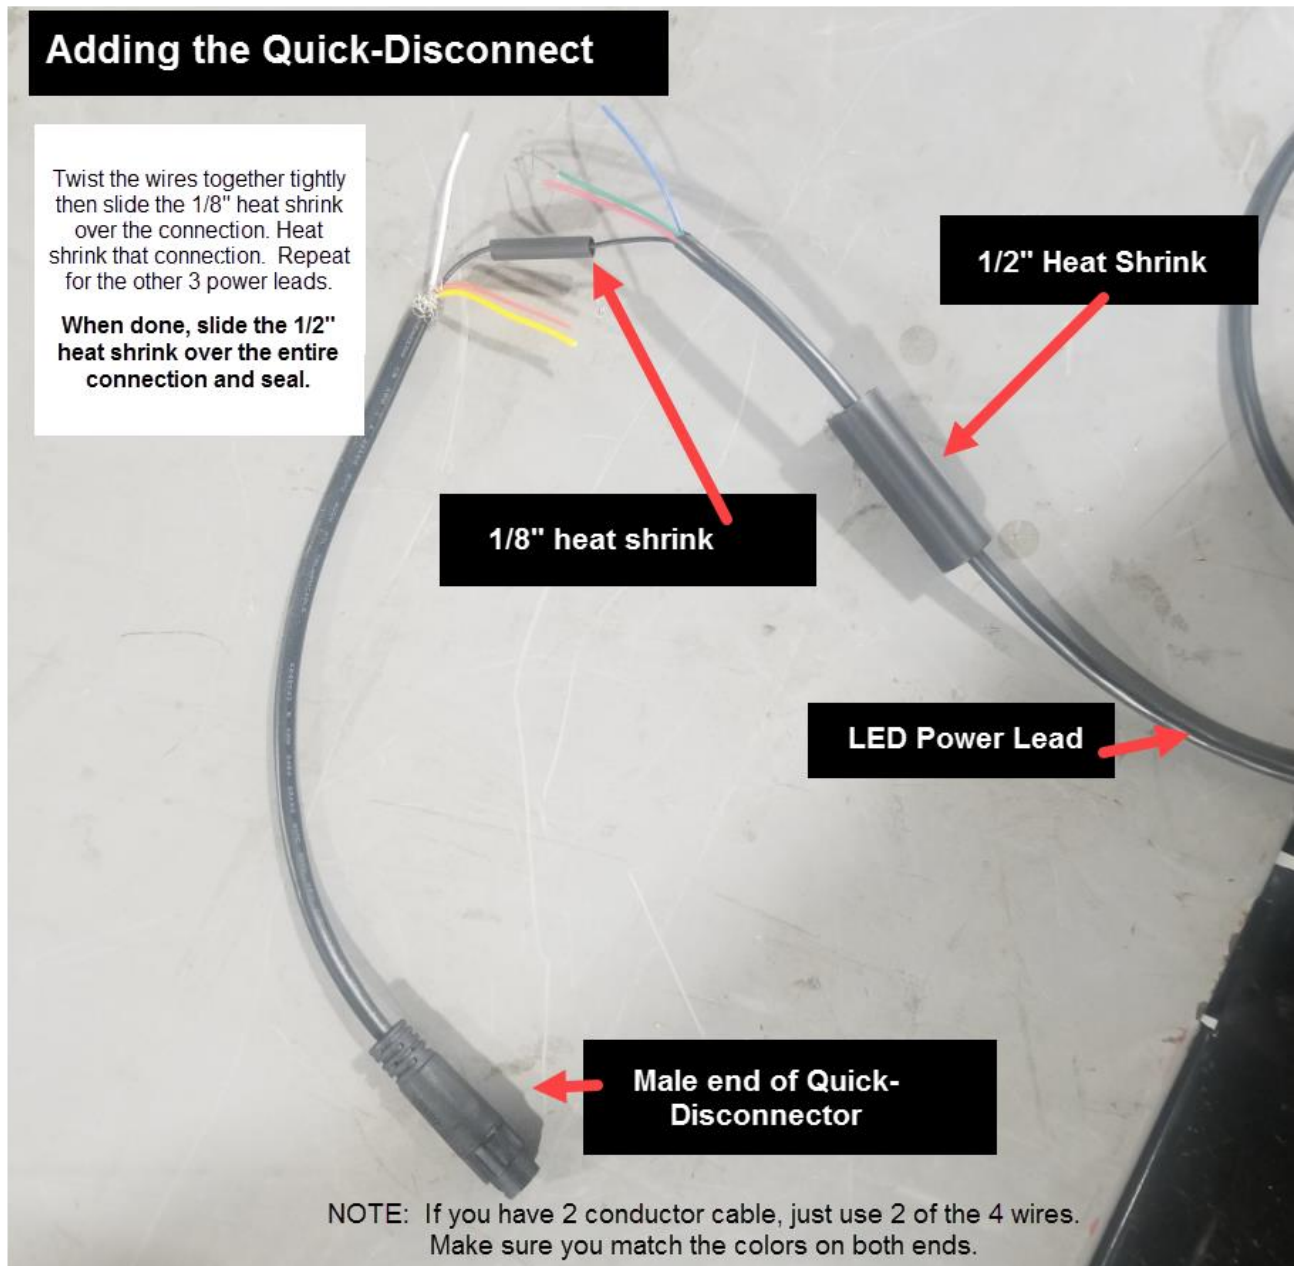 Adding the Quick-Disconnect
Twist the wires together tightly
then slide the 1/8" heat shrink
over the connection. Heat
shrink that connection.  Repeat
for the other 3 power leads.
When done, slide the 1/2"
heat shrink over the entire
connection and seal.
1/2" Heat Shrink
1/8" heat shrink
LED Power Lead
Male end of Quick-
Disconnector
NOTE:  If you have 2 conductor cable, just use 2 of the 4 wires.
Make sure you match the colors on both ends.